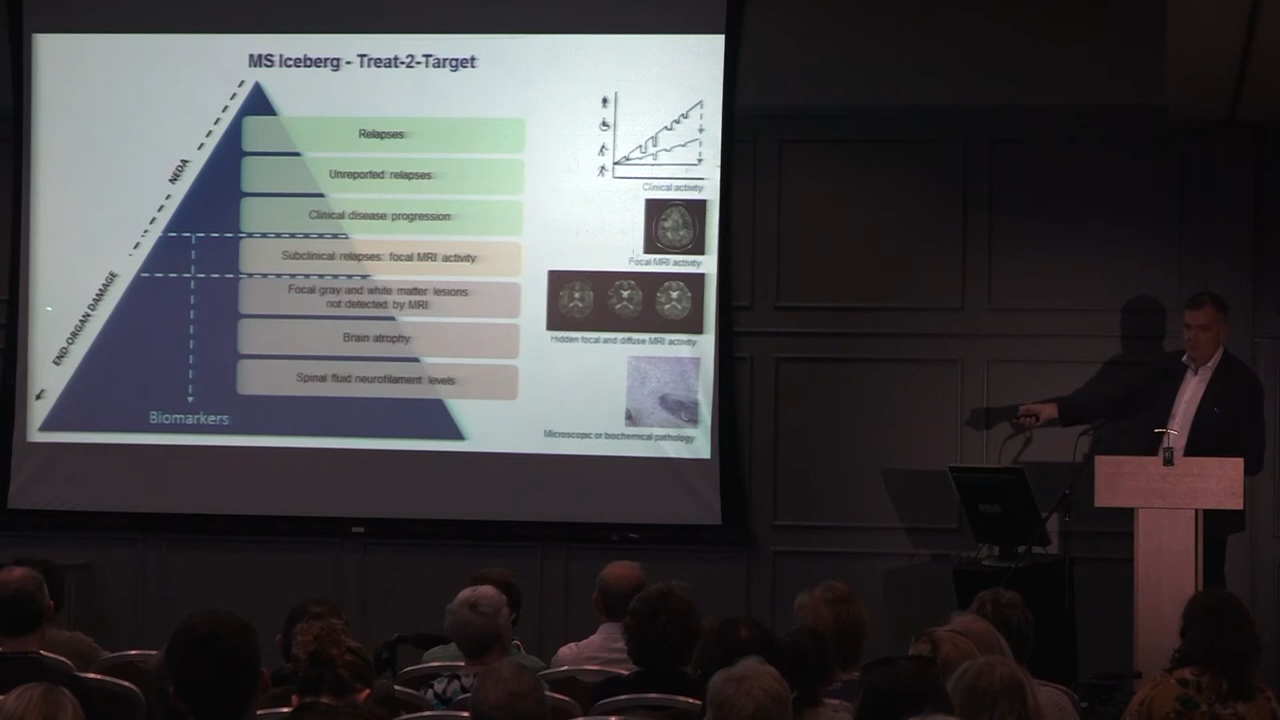 MS Iceberg - Treat-2-Target
NEDA
END-ORGAN DAMAGE
Relapses
Unreported relapses
Clinical disease progression
Subclinical relapses: focal MRI activity
Focal gray and white matter lesions
not detected by MRI
Brain atrophy
Spinal fluid neurofilament levels
Biomarkers
Clinical activity
Focal MRI activity
Hidden focal and diffuse MRI activity
Microscopic or biochemical pathology